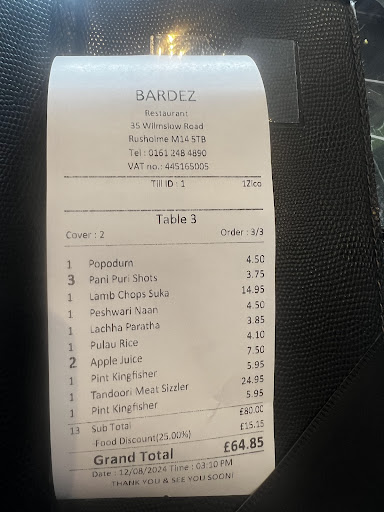 BARDEZ
Restaurant
35 Wilmslow Road
Rusholme M14 5TB
Tel : 0161 248 4890
VAT no.: 445165005
Till ID : 1 1Zico
Table 3
Cover : 2 Order : 3/3
1 Popodum 4.50
3 Pani Puri Shots 3.75
1 Lamb Chops Suka 14.95
1 Peshwari Naan 4.50
1 Lachha Paratha 3.85
1 Pulau Rice 4.10
2 Apple Juice 7.50
1 Pint Kingfisher 5.95
1 Tandoori Meat Sizzler 24.95
1 Pint Kingfisher 5.95
13 Sub Total £80.00
Food Discount(25.00%) £15.15
Grand Total £64.85
Date : 12/08/2024 Time : 03:10 PM
THANK YOU & SEE YOU SOON!